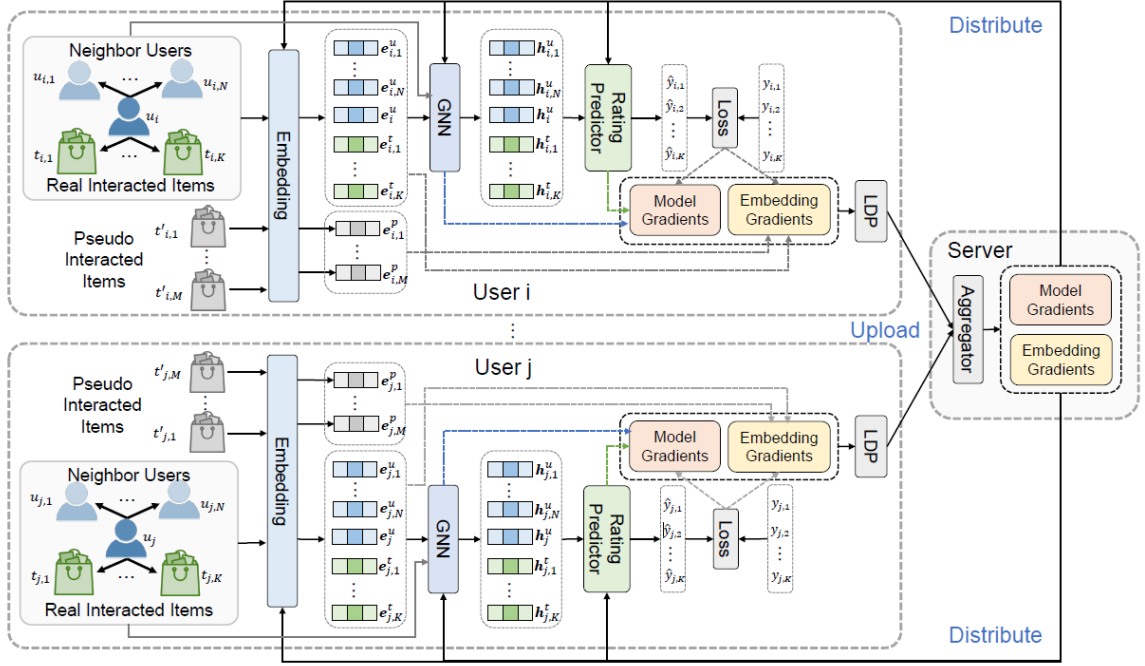 Distribute
Neighbor Users
u_{i,1}
...
u_{i,N}
u_i
t_{i,1}
...
t_{i,K}
Real Interacted Items
Pseudo
Interacted
Items
t'_{i,1}
⋮
t'_{i,M}
Embedding
e^u_{i,1}
⋮
e^u_{i,N}
e^u_i
e^t_{i,1}
⋮
e^t_{i,K}
e^p_{i,1}
⋮
e^p_{i,M}
GNN
h^u_{i,1}
⋮
h^u_{i,N}
h^u_i
h^t_{i,1}
⋮
h^t_{i,K}
Rating
Predictor
ŷ_{i,1}
ŷ_{i,2}
⋮
ŷ_{i,K}
Loss
y_{i,1}
y_{i,2}
⋮
y_{i,K}
Model
Gradients
Embedding
Gradients
LDP
User i
⋮
Upload
Server
Aggregator
Model
Gradients
Embedding
Gradients
User j
Pseudo
Interacted
Items
t'_{j,M}
⋮
t'_{j,1}
Neighbor Users
u_{j,1}
...
u_{j,N}
u_j
t_{j,1}
...
t_{j,K}
Real Interacted Items
Embedding
e^p_{j,1}
⋮
e^p_{j,M}
e^u_{j,1}
⋮
e^u_{j,N}
e^u_j
e^t_{j,1}
⋮
e^t_{j,K}
GNN
h^u_{j,1}
⋮
h^u_{j,N}
h^u_j
h^t_{j,1}
⋮
h^t_{j,K}
Rating
Predictor
Model
Gradients
Embedding
Gradients
LDP
ŷ_{j,1}
ŷ_{j,2}
⋮
ŷ_{j,K}
Loss
y_{j,1}
y_{j,2}
⋮
y_{j,K}
Distribute